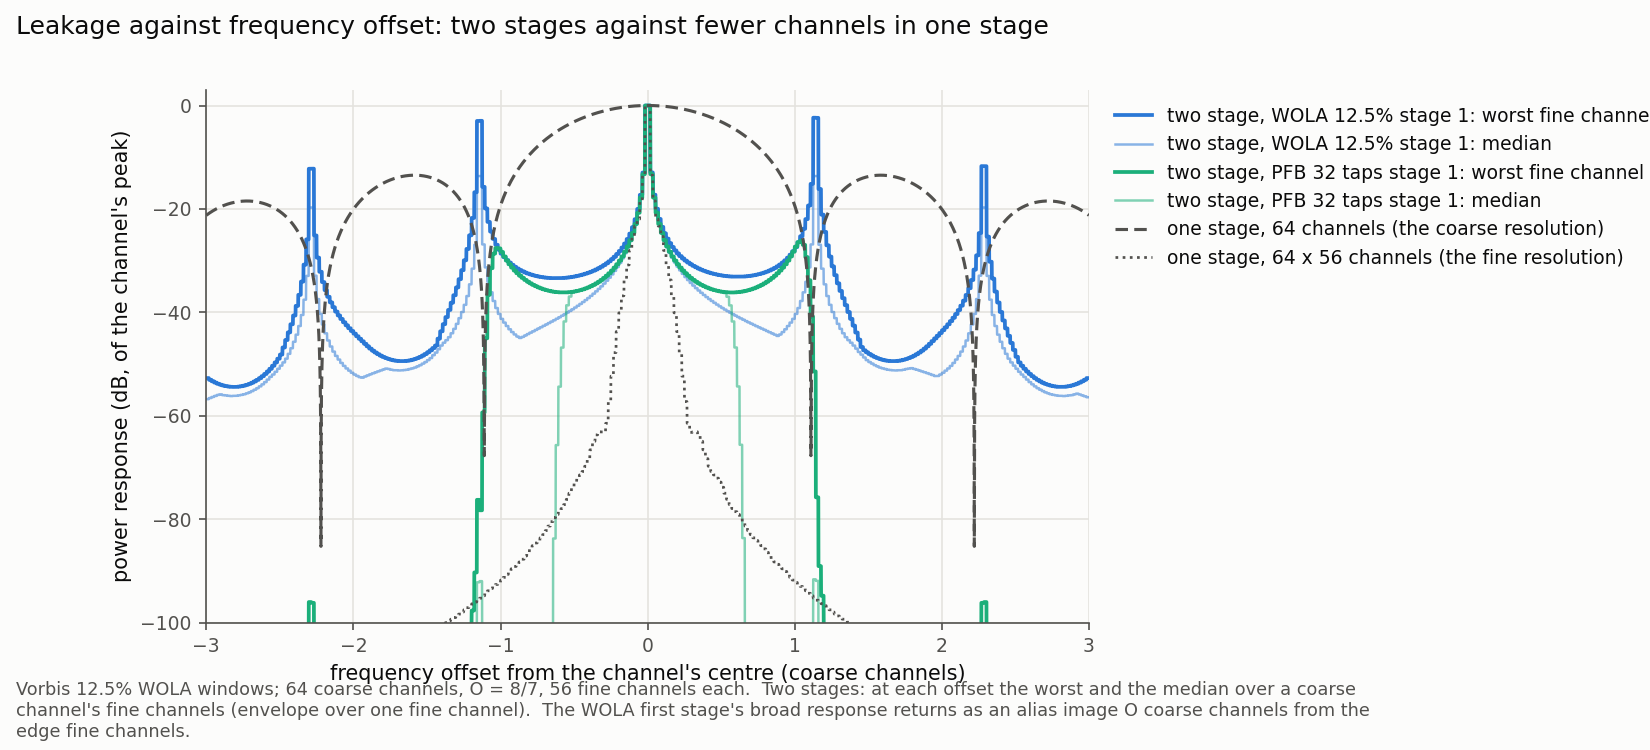 Leakage against frequency offset: two stages against fewer channels in one stage
power response (dB, of the channel's peak)
0
−20
−40
−60
−80
−100
−3
−2
−1
0
1
2
3
frequency offset from the channel's centre (coarse channels)
two stage, WOLA 12.5% stage 1: worst fine channe
two stage, WOLA 12.5% stage 1: median
two stage, PFB 32 taps stage 1: worst fine channel
two stage, PFB 32 taps stage 1: median
one stage, 64 channels (the coarse resolution)
one stage, 64 x 56 channels (the fine resolution)
Vorbis 12.5% WOLA windows; 64 coarse channels, O = 8/7, 56 fine channels each.  Two stages: at each offset the worst and the median over a coarse
channel's fine channels (envelope over one fine channel).  The WOLA first stage's broad response returns as an alias image O coarse channels from the
edge fine channels.